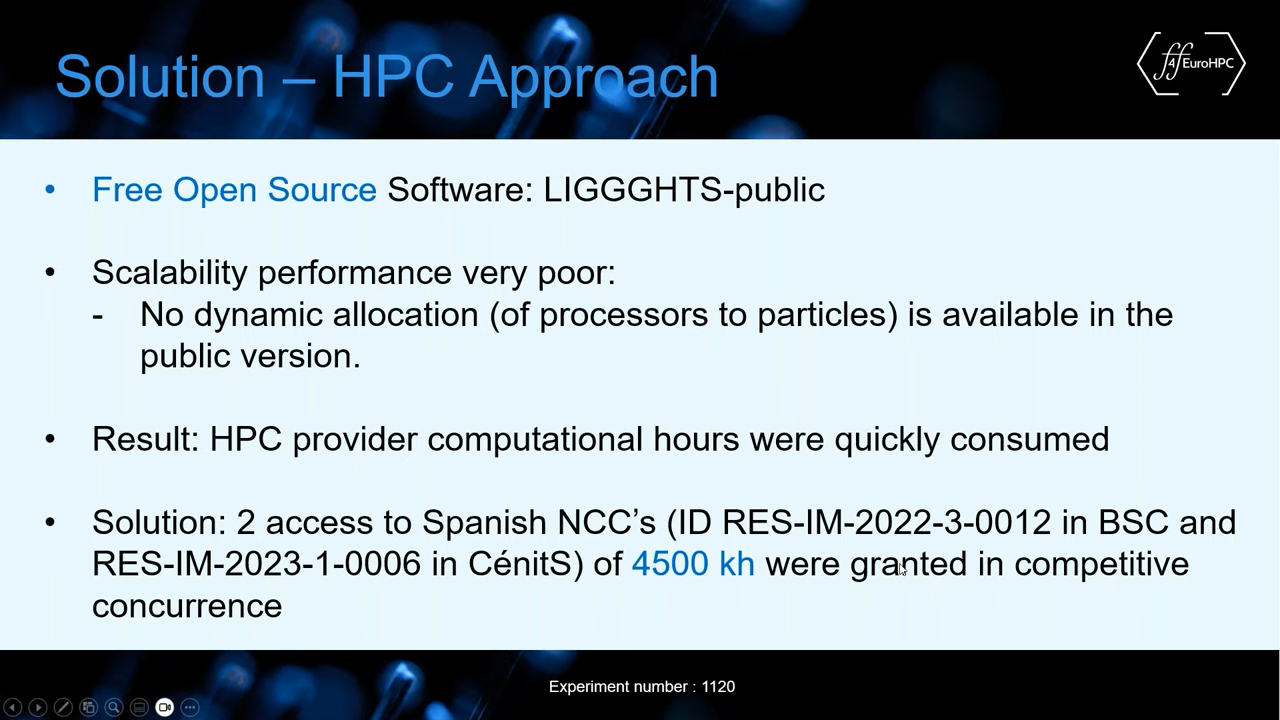 Solution – HPC Approach
ff4EuroHPC
• Free Open Source Software: LIGGGHTS-public
• Scalability performance very poor:
- No dynamic allocation (of processors to particles) is available in the
public version.
• Result: HPC provider computational hours were quickly consumed
• Solution: 2 access to Spanish NCC’s (ID RES-IM-2022-3-0012 in BSC and
RES-IM-2023-1-0006 in CénitS) of 4500 kh were granted in competitive
concurrence
Experiment number : 1120